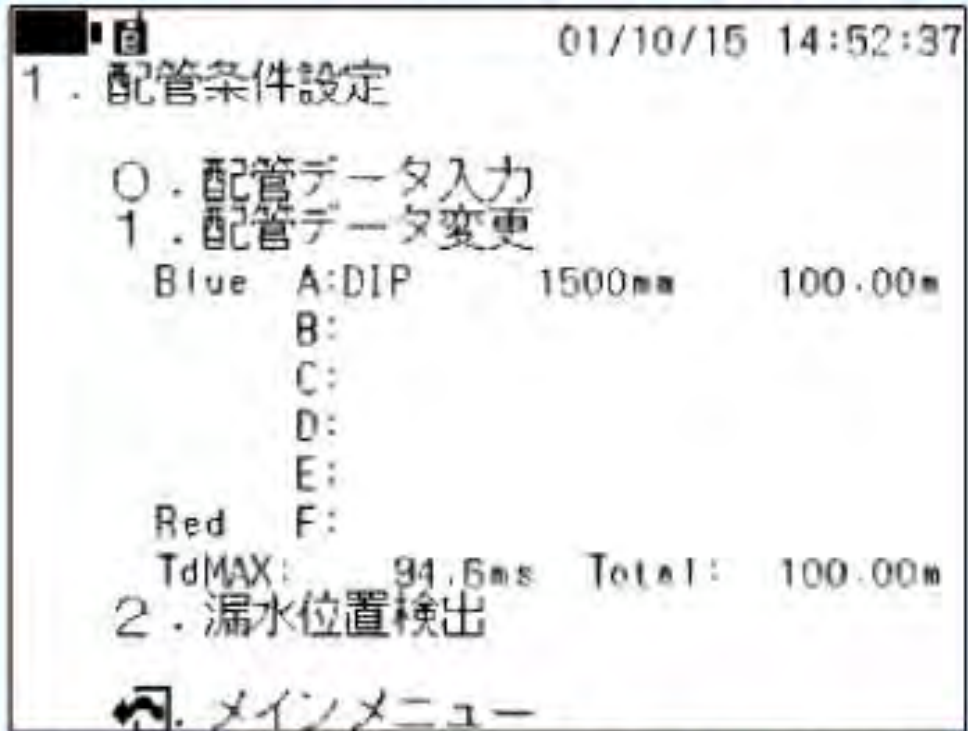 01/10/15 14:52:37
1.配管条件設定
0.配管データ入力
1.配管データ変更
Blue A:DIP 1500mm 100.00m
B:
C:
D:
E:
Red F:
TdMAX: 94.6ms Total: 100.00m
2.漏水位置検出
.メインメニュー